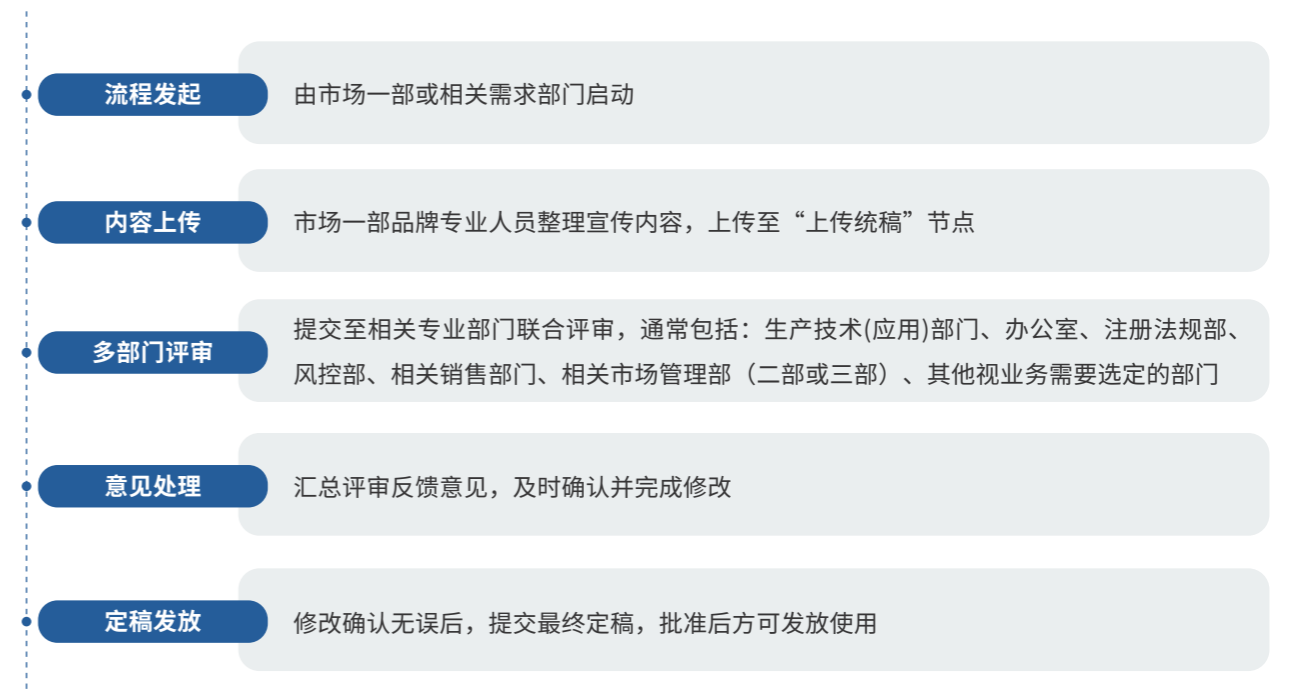 流程发起
由市场一部或相关需求部门启动
内容上传
市场一部品牌专业人员整理宣传内容，上传至“上传统稿”节点
多部门评审
提交至相关专业部门联合评审，通常包括：生产技术(应用)部门、办公室、注册法规部、
风控部、相关销售部门、相关市场管理部（二部或三部）、其他视业务需要选定的部门
意见处理
汇总评审反馈意见，及时确认并完成修改
定稿发放
修改确认无误后，提交最终定稿，批准后方可发放使用